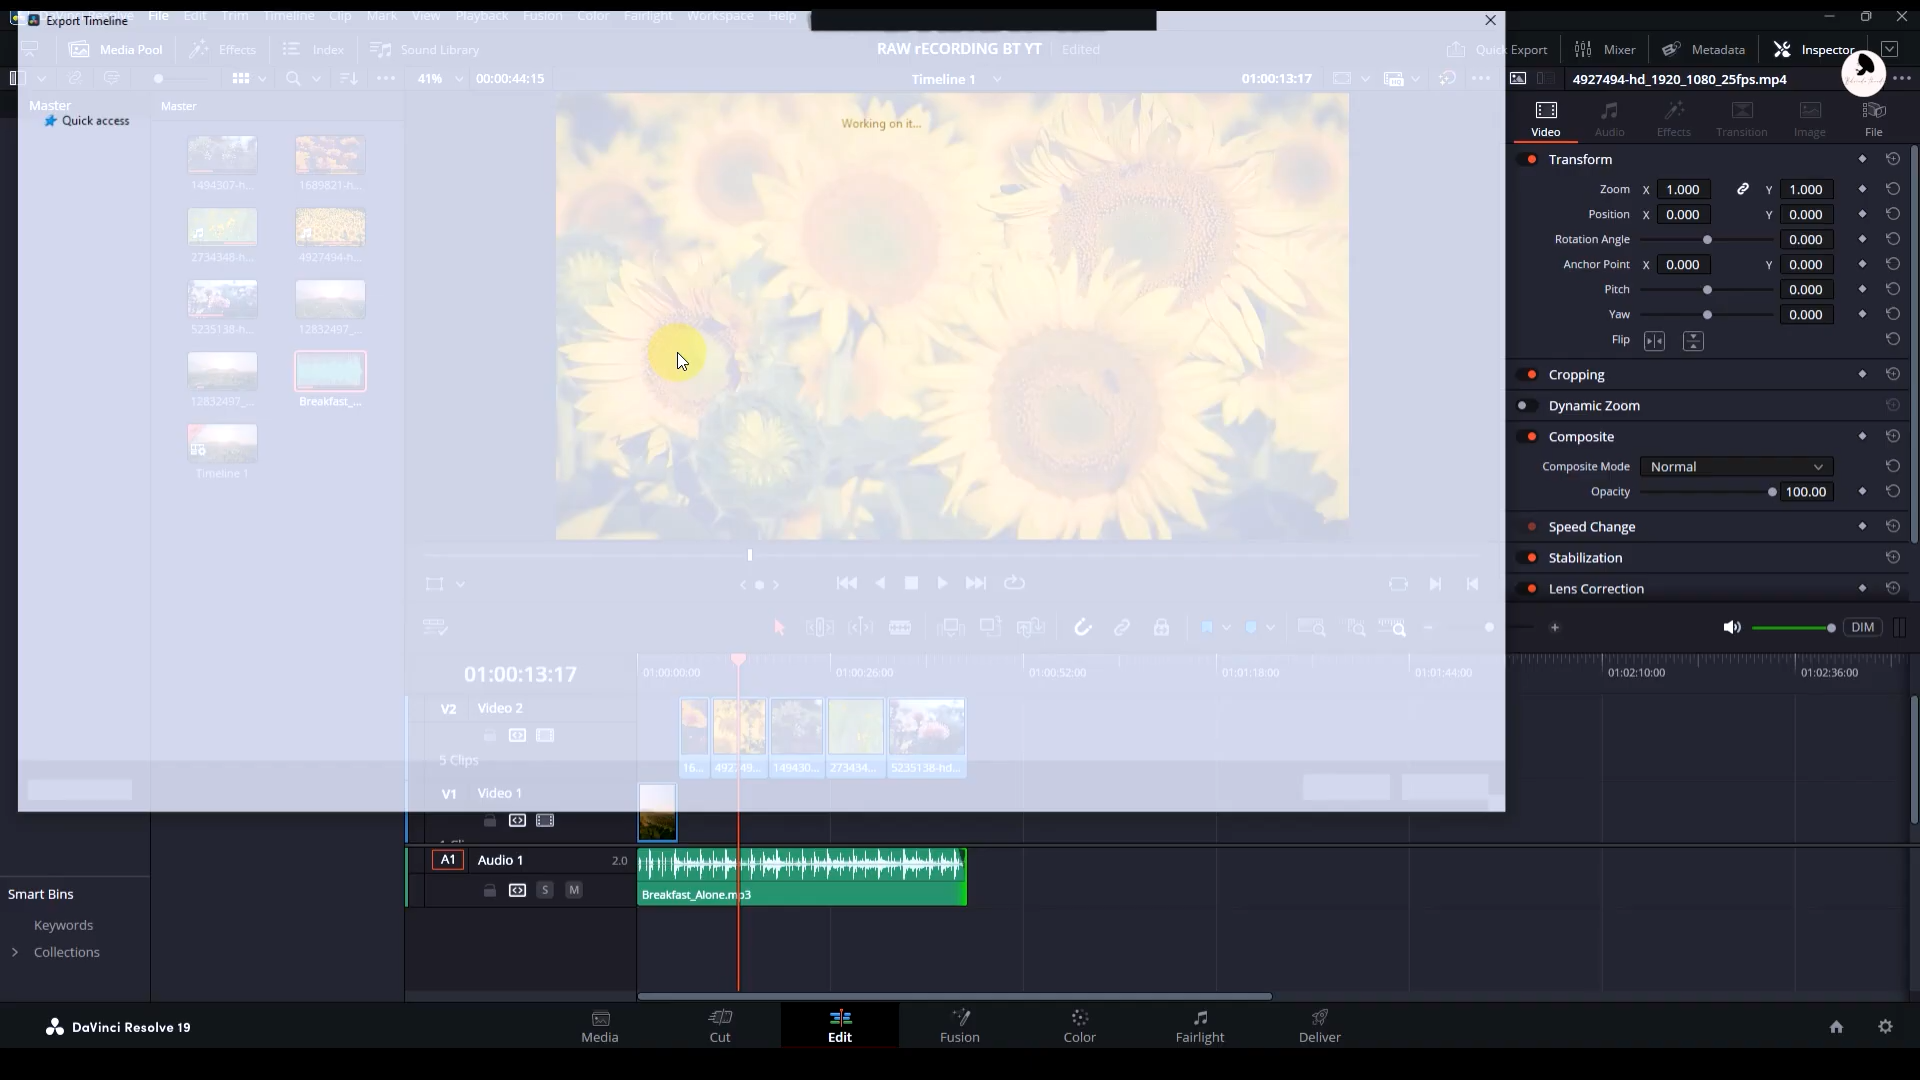 Export Timeline
File Edit Trim Timeline Clip Mark View Playback Fusion Color Fairlight Workspace Help
Media Pool Effects Index Sound Library
RAW rECORDING BT YT Edited
Quick Export Mixer Metadata Inspector
41% 00:00:44:15
Timeline 1
01:00:13:17
4927494-hd_1920_1080_25fps.mp4
Master
Quick access
Master
Working on it...
1494307-h...
1689821-h...
2734348-h...
4927494-h...
5235138-h...
12832497_...
12832497_...
Breakfast_...
Timeline 1
Video Audio Effects Transition Image File
Transform
Zoom X 1.000 Y 1.000
Position X 0.000 Y 0.000
Rotation Angle 0.000
Anchor Point X 0.000 Y 0.000
Pitch 0.000
Yaw 0.000
Flip
Cropping
Dynamic Zoom
Composite
Composite Mode Normal
Opacity 100.00
Speed Change
Stabilization
Lens Correction
DIM
01:00:13:17
01:00:00:00 01:00:26:00 01:00:52:00 01:01:18:00 01:01:44:00 01:02:10:00 01:02:36:00
V2 Video 2
5 Clips
16... 492749... 149430... 273434... 5235138-hd...
V1 Video 1
A1 Audio 1 2.0
S M
Breakfast_Alone.mp3
Smart Bins
Keywords
Collections
DaVinci Resolve 19
Media Cut Edit Fusion Color Fairlight Deliver